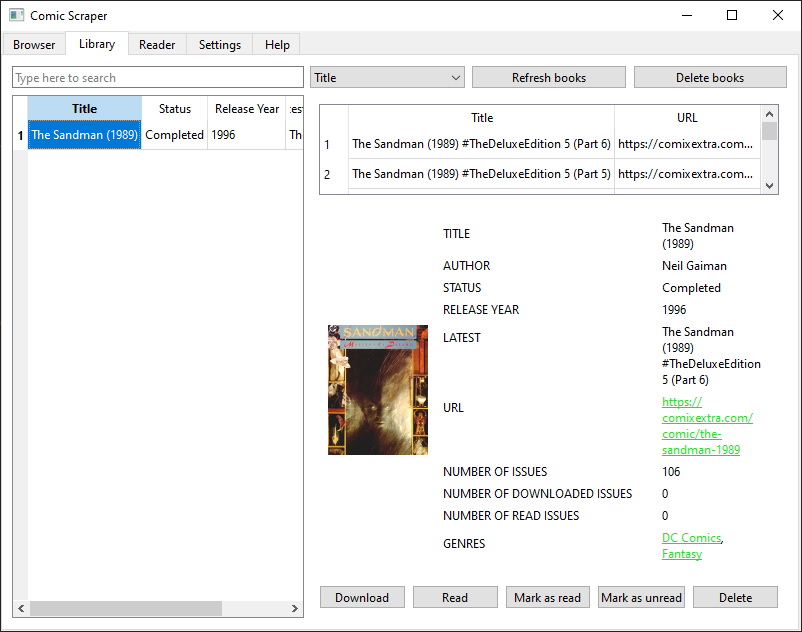 Comic Scraper
Browser Library Reader Settings Help
Type here to search
Title
Refresh books
Delete books
Title Status Release Year
1 The Sandman (1989) Completed 1996 Th
Title URL
1 The Sandman (1989) #TheDeluxeEdition 5 (Part 6) https://comixextra.com...
2 The Sandman (1989) #TheDeluxeEdition 5 (Part 5) https://comixextra.com...
SANDMAN
TITLE
The Sandman
(1989)
AUTHOR Neil Gaiman
STATUS Completed
RELEASE YEAR 1996
LATEST
The Sandman
(1989)
#TheDeluxeEdition
5 (Part 6)
URL
https://
comixextra.com/
comic/the-
sandman-1989
NUMBER OF ISSUES 106
NUMBER OF DOWNLOADED ISSUES 0
NUMBER OF READ ISSUES 0
GENRES
DC Comics,
Fantasy
Download Read Mark as read Mark as unread Delete